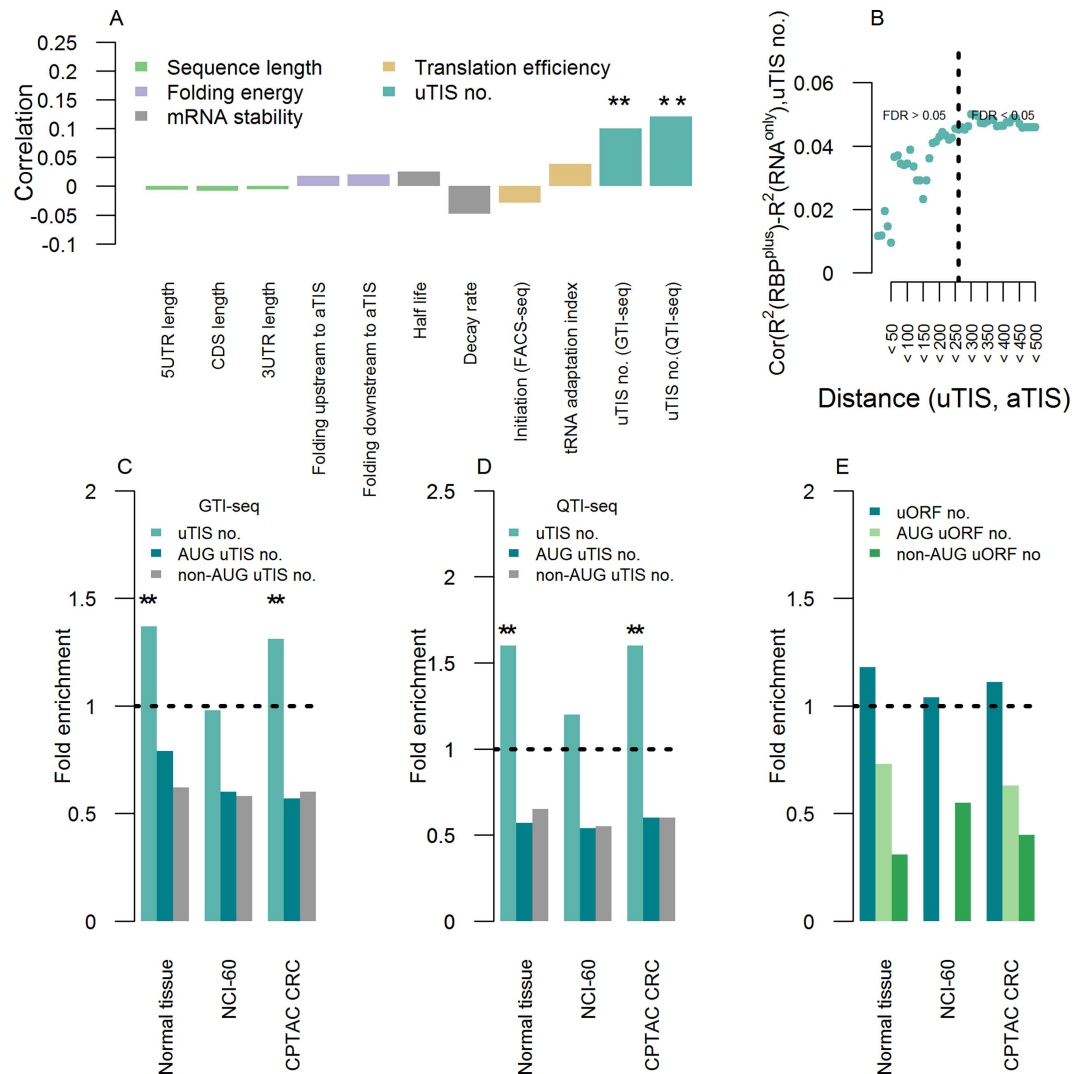 A
0.25
0.2
0.15
0.1
0.05
0
-0.05
-0.1
Correlation
Sequence length
Folding energy
mRNA stability
Translation efficiency
uTIS no.
**
* *
5UTR length
CDS length
3UTR length
Folding upstream to aTIS
Folding downstream to aTIS
Half life
Decay rate
Initiation (FACS-seq)
tRNA adaptation index
uTIS no. (GTI-seq)
uTIS no.(QTI-seq)
B
Cor(R²(RBPᵖˡᵘˢ)-R²(RNAᵒⁿˡʸ),uTIS no.)
0.06
0.04
0.02
0
FDR > 0.05
FDR < 0.05
< 50
< 100
< 150
< 200
< 250
< 300
< 350
< 400
< 450
< 500
Distance (uTIS, aTIS)
C
2
1.5
1
0.5
0
Fold enrichment
GTI-seq
uTIS no.
AUG uTIS no.
non-AUG uTIS no.
**
**
Normal tissue
NCI-60
CPTAC CRC
D
2.5
2
1.5
1
0.5
0
Fold enrichment
QTI-seq
uTIS no.
AUG uTIS no.
non-AUG uTIS no.
**
**
Normal tissue
NCI-60
CPTAC CRC
E
2
1.5
1
0.5
0
Fold enrichment
uORF no.
AUG uORF no.
non-AUG uORF no
Normal tissue
NCI-60
CPTAC CRC